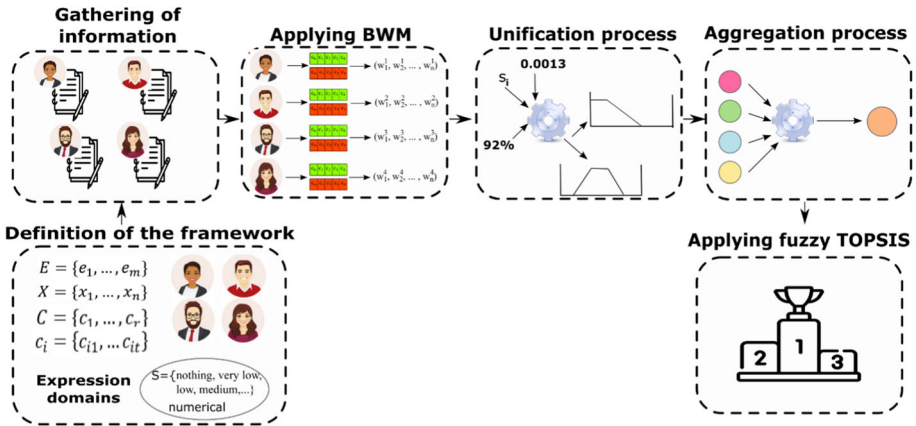 Gathering of
information
Applying BWM
(w₁¹, w₂¹, ... , wₙ¹)
(w₁², w₂², ... , wₙ²)
(w₁³, w₂³, ... , wₙ³)
(w₁⁴, w₂⁴, ... , wₙ⁴)
Unification process
0.0013
Sᵢ
92%
Aggregation process
Definition of the framework
E = {e₁, ..., eₘ}
X = {x₁, ..., xₙ}
C = {c₁, ..., cᵣ}
cᵢ = {cᵢ₁, ... cᵢₜ}
Expression
domains
S={nothing, very low,
low, medium,...}
numerical
Applying fuzzy TOPSIS
2
1
3